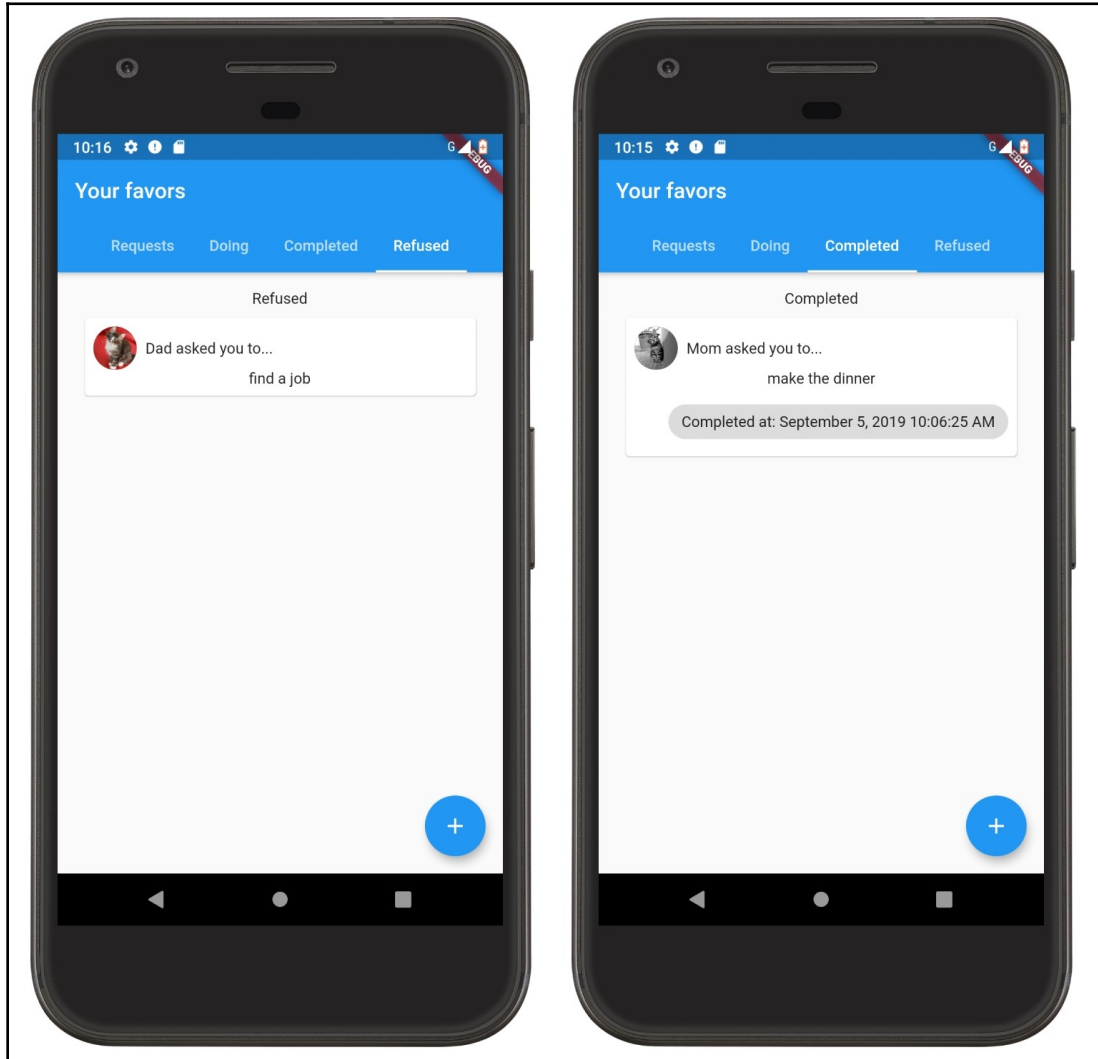 10:16 G
EBUG
Your favors
Requests Doing Completed Refused
Refused
Dad asked you to...
find a job
+
10:15 G
EBUG
Your favors
Requests Doing Completed Refused
Completed
Mom asked you to...
make the dinner
Completed at: September 5, 2019 10:06:25 AM
+